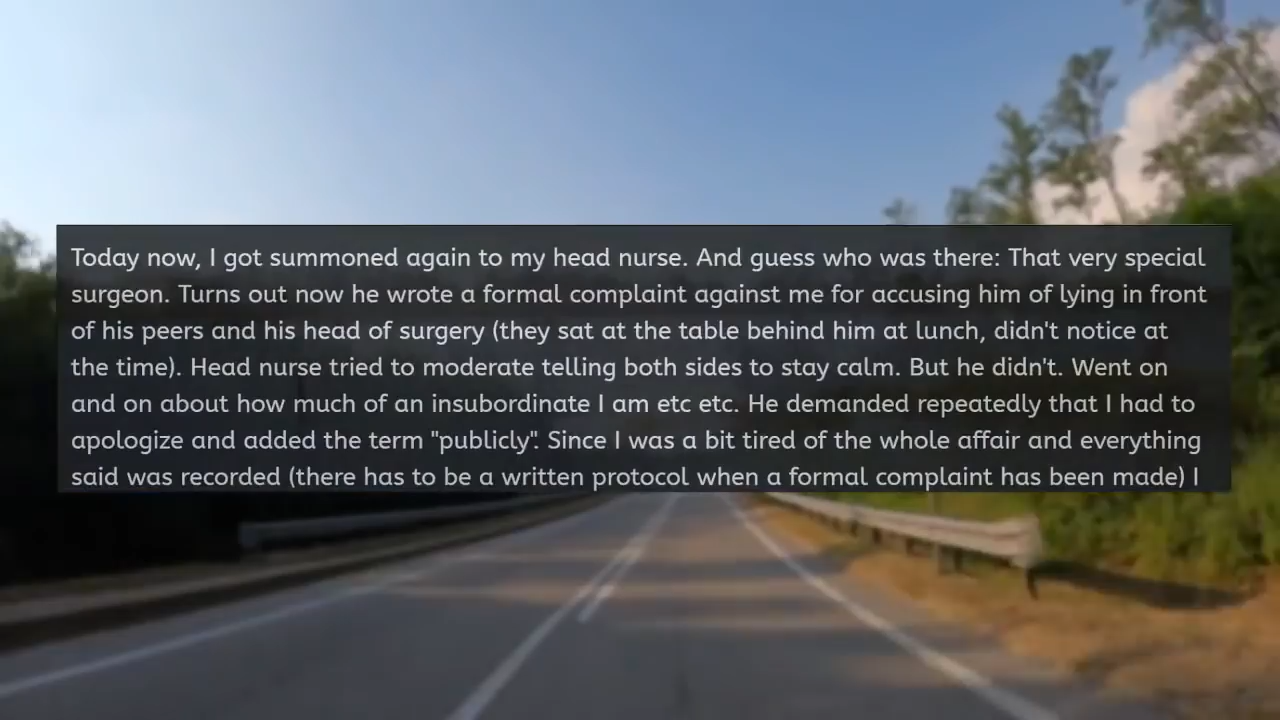 Today now, I got summoned again to my head nurse. And guess who was there: That very special
surgeon. Turns out now he wrote a formal complaint against me for accusing him of lying in front
of his peers and his head of surgery (they sat at the table behind him at lunch, didn't notice at
the time). Head nurse tried to moderate telling both sides to stay calm. But he didn't. Went on
and on about how much of an insubordinate I am etc etc. He demanded repeatedly that I had to
apologize and added the term "publicly". Since I was a bit tired of the whole affair and everything
said was recorded (there has to be a written protocol when a formal complaint has been made) I